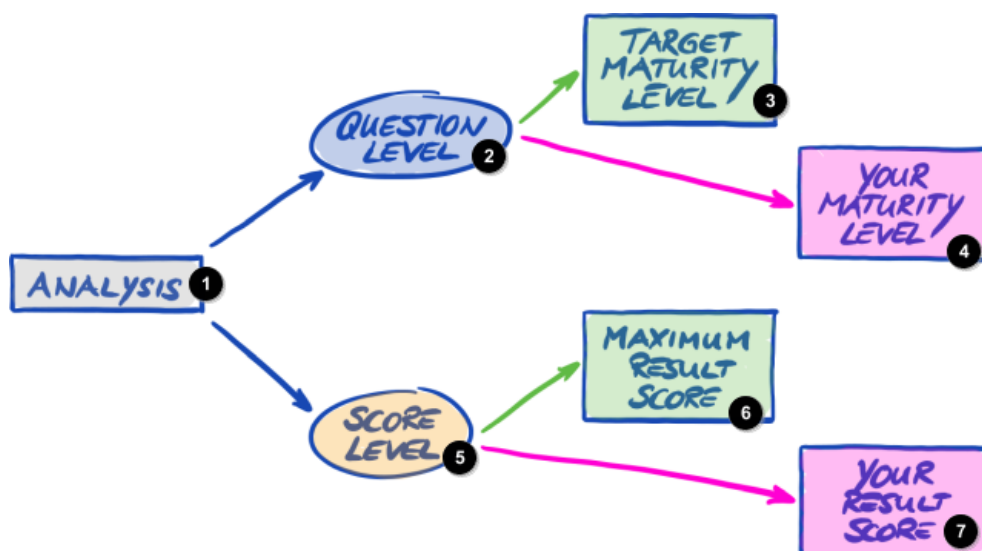 ANALYSIS 1
QUESTION
LEVEL 2
TARGET
MATURITY
LEVEL 3
YOUR
MATURITY
LEVEL 4
SCORE
LEVEL 5
MAXIMUM
RESULT
SCORE 6
YOUR
RESULT
SCORE 7